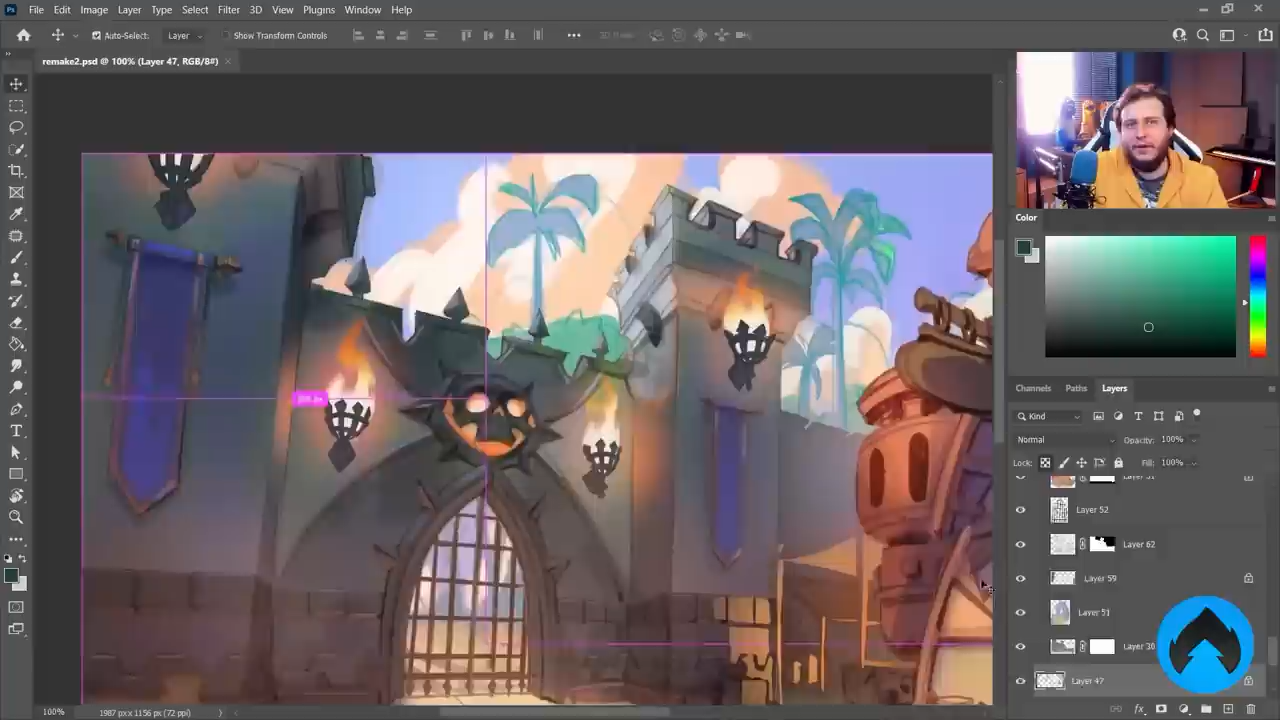 Ps File Edit Image Layer Type Select Filter 3D View Plugins Window Help
Auto-Select: Layer Show Transform Controls
remake2.psd @ 100% (Layer 47, RGB/8#) ×
Color
Channels Paths Layers
Kind
Normal Opacity: 100%
Lock: Fill: 100%
Layer 52
Layer 62
Layer 59
Layer 51
Layer 30
Layer 47
100% 1987 px x 1156 px (72 ppi)